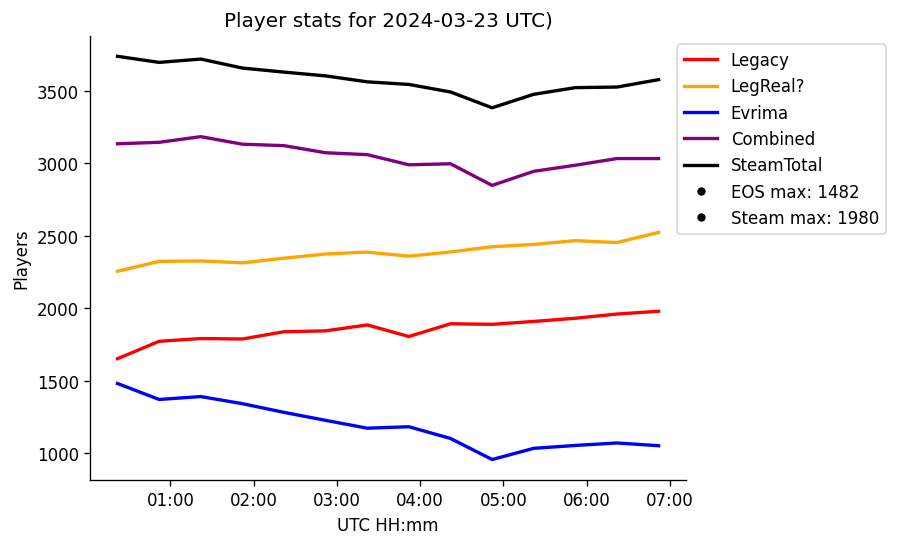 Player stats for 2024-03-23 UTC)
Legacy
LegReal?
Evrima
Combined
SteamTotal
EOS max: 1482
Steam max: 1980
Players
3500
3000
2500
2000
1500
1000
01:00 02:00 03:00 04:00 05:00 06:00 07:00
UTC HH:mm